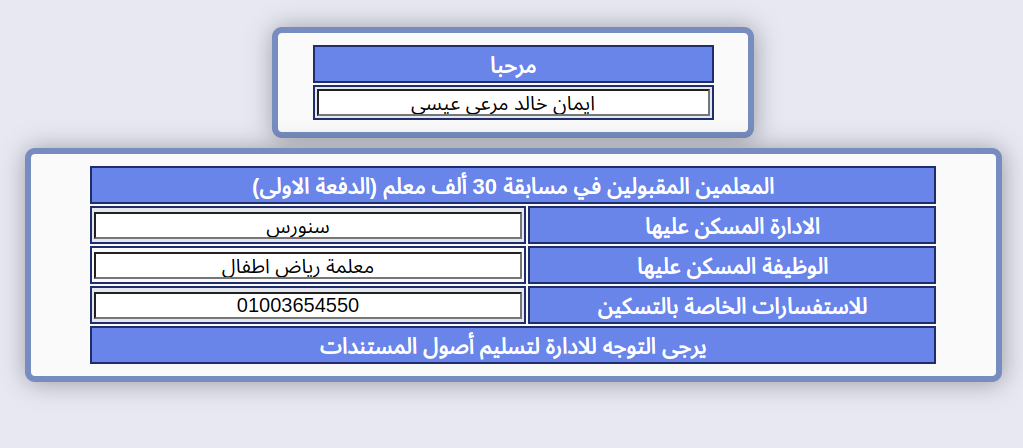 مرحبا
ايمان خالد مرعى عيسى
المعلمين المقبولين في مسابقة 30 ألف معلم (الدفعة الاولى)
الادارة المسكن عليها
سنورس
الوظيفة المسكن عليها
معلمة رياض اطفال
للاستفسارات الخاصة بالتسكين
01003654550
يرجى التوجه للادارة لتسليم أصول المستندات